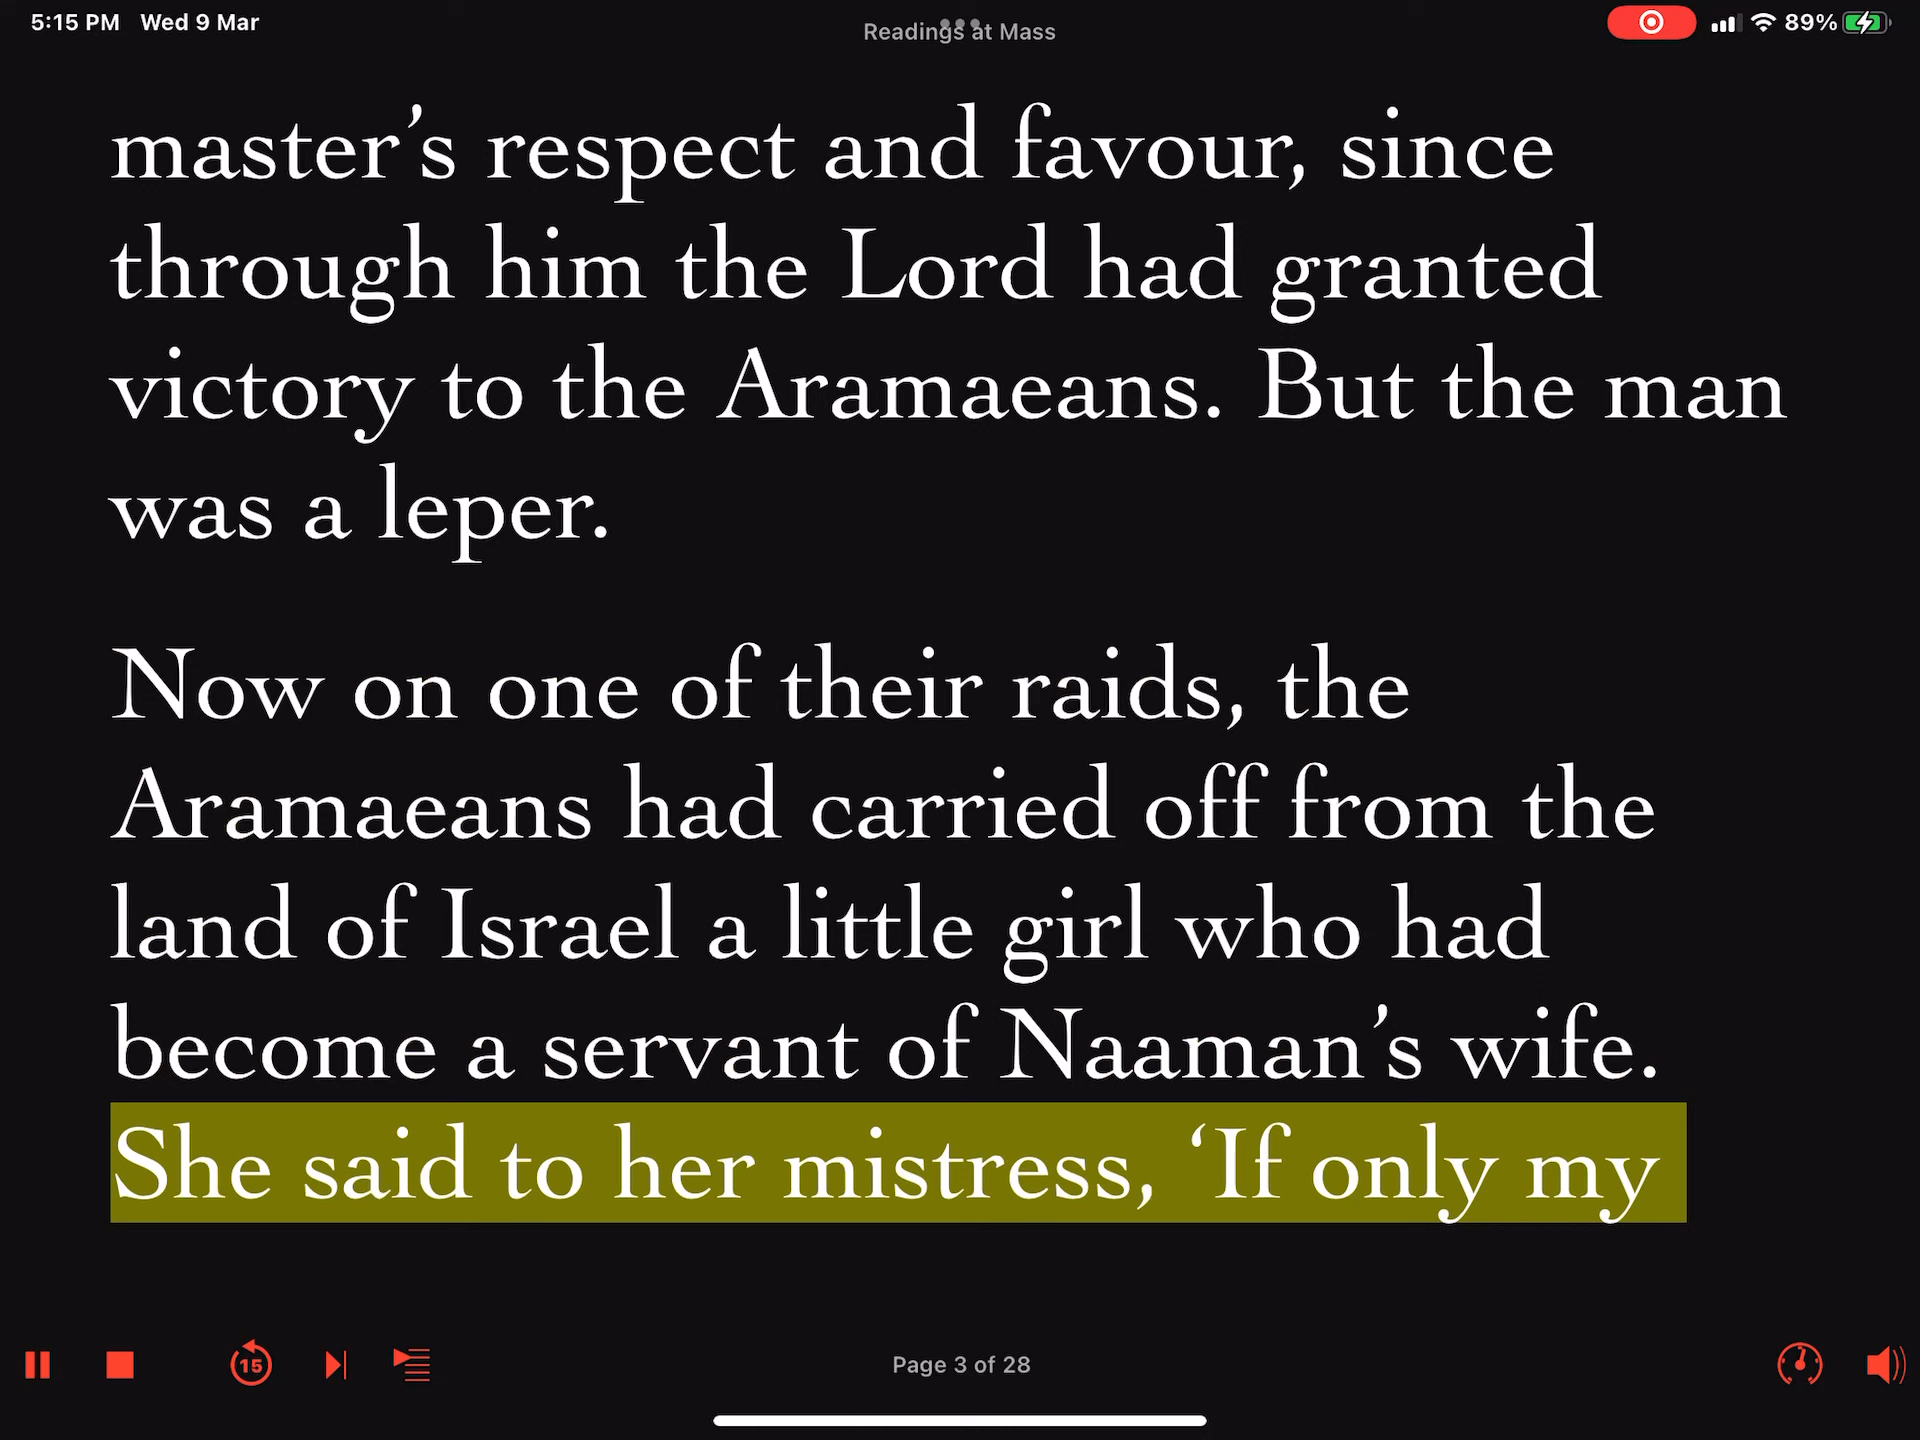 5:15 PM Wed 9 Mar
Readings at Mass
89%
master’s respect and favour, since
through him the Lord had granted
victory to the Aramaeans. But the man
was a leper.
Now on one of their raids, the
Aramaeans had carried off from the
land of Israel a little girl who had
become a servant of Naaman’s wife.
She said to her mistress, ‘If only my
15
Page 3 of 28